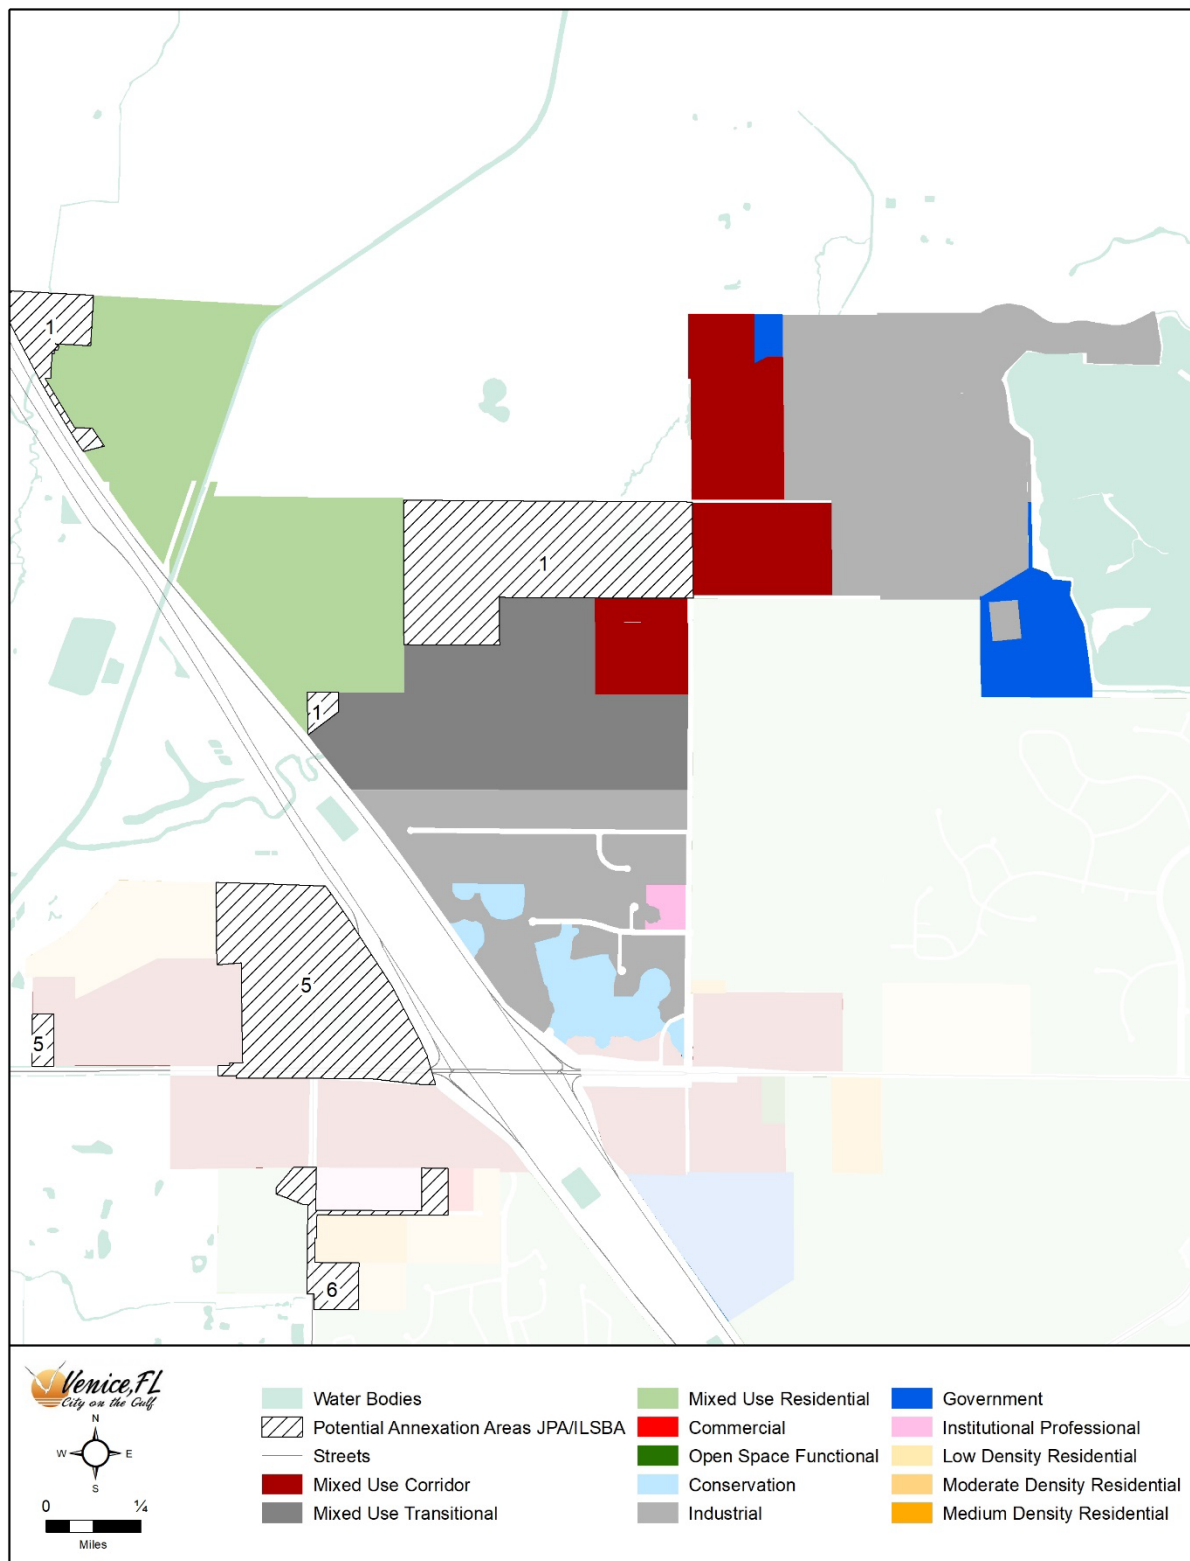 1
1
1
5
5
6
Venice, FL
City on the Gulf
N
W E
S
0 ¼
Miles
Water Bodies
Potential Annexation Areas JPA/ILSBA
Streets
Mixed Use Corridor
Mixed Use Transitional
Mixed Use Residential
Commercial
Open Space Functional
Conservation
Industrial
Government
Institutional Professional
Low Density Residential
Moderate Density Residential
Medium Density Residential